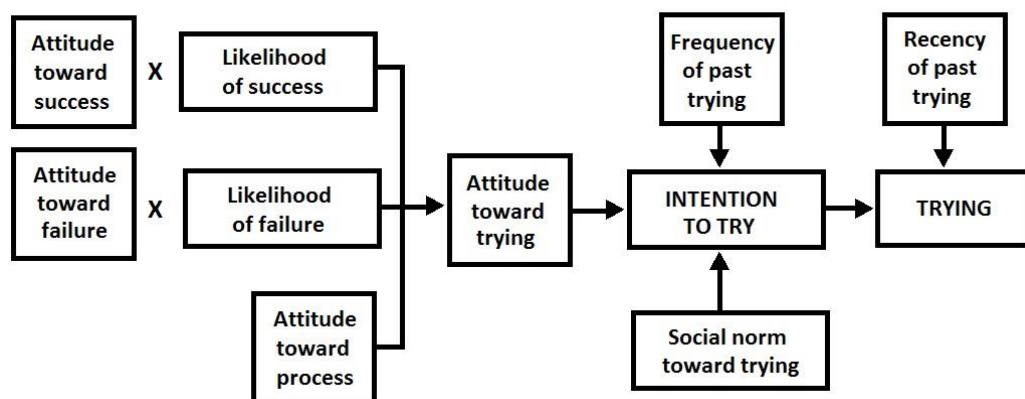 Attitude
toward
success
X
Likelihood
of success
Frequency
of past
trying
Recency
of past
trying
Attitude
toward
failure
X
Likelihood
of failure
Attitude
toward
trying
INTENTION
TO TRY
TRYING
Attitude
toward
process
Social norm
toward trying